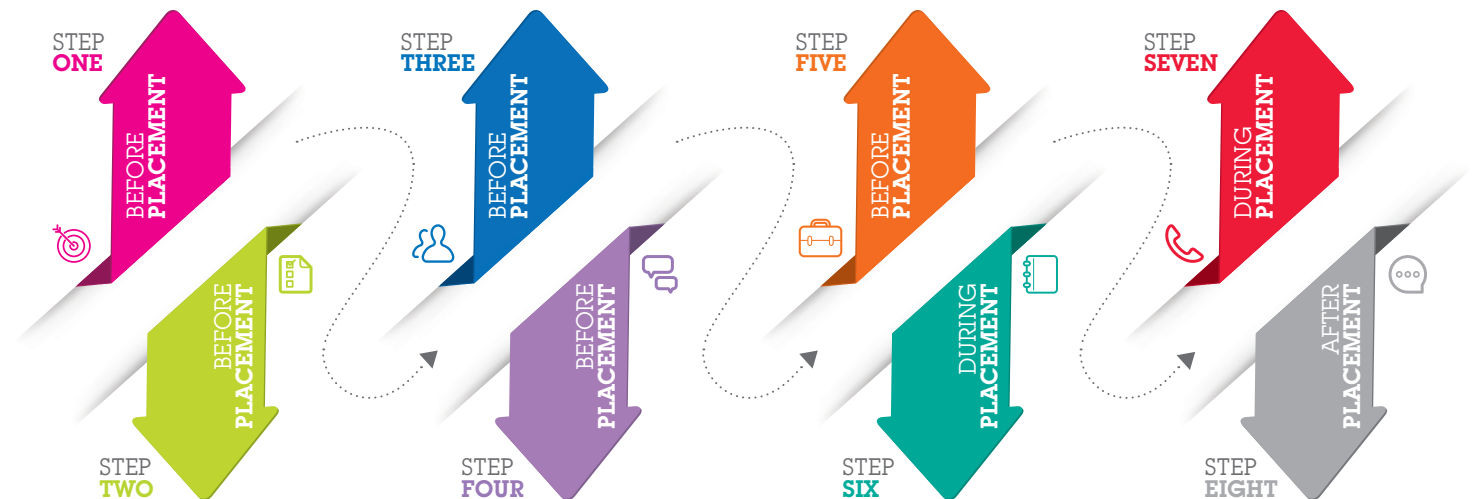 STEP
ONE
BEFORE
PLACEMENT
STEP
TWO
BEFORE
PLACEMENT
STEP
THREE
BEFORE
PLACEMENT
STEP
FOUR
BEFORE
PLACEMENT
STEP
FIVE
BEFORE
PLACEMENT
STEP
SIX
DURING
PLACEMENT
STEP
SEVEN
DURING
PLACEMENT
STEP
EIGHT
AFTER
PLACEMENT